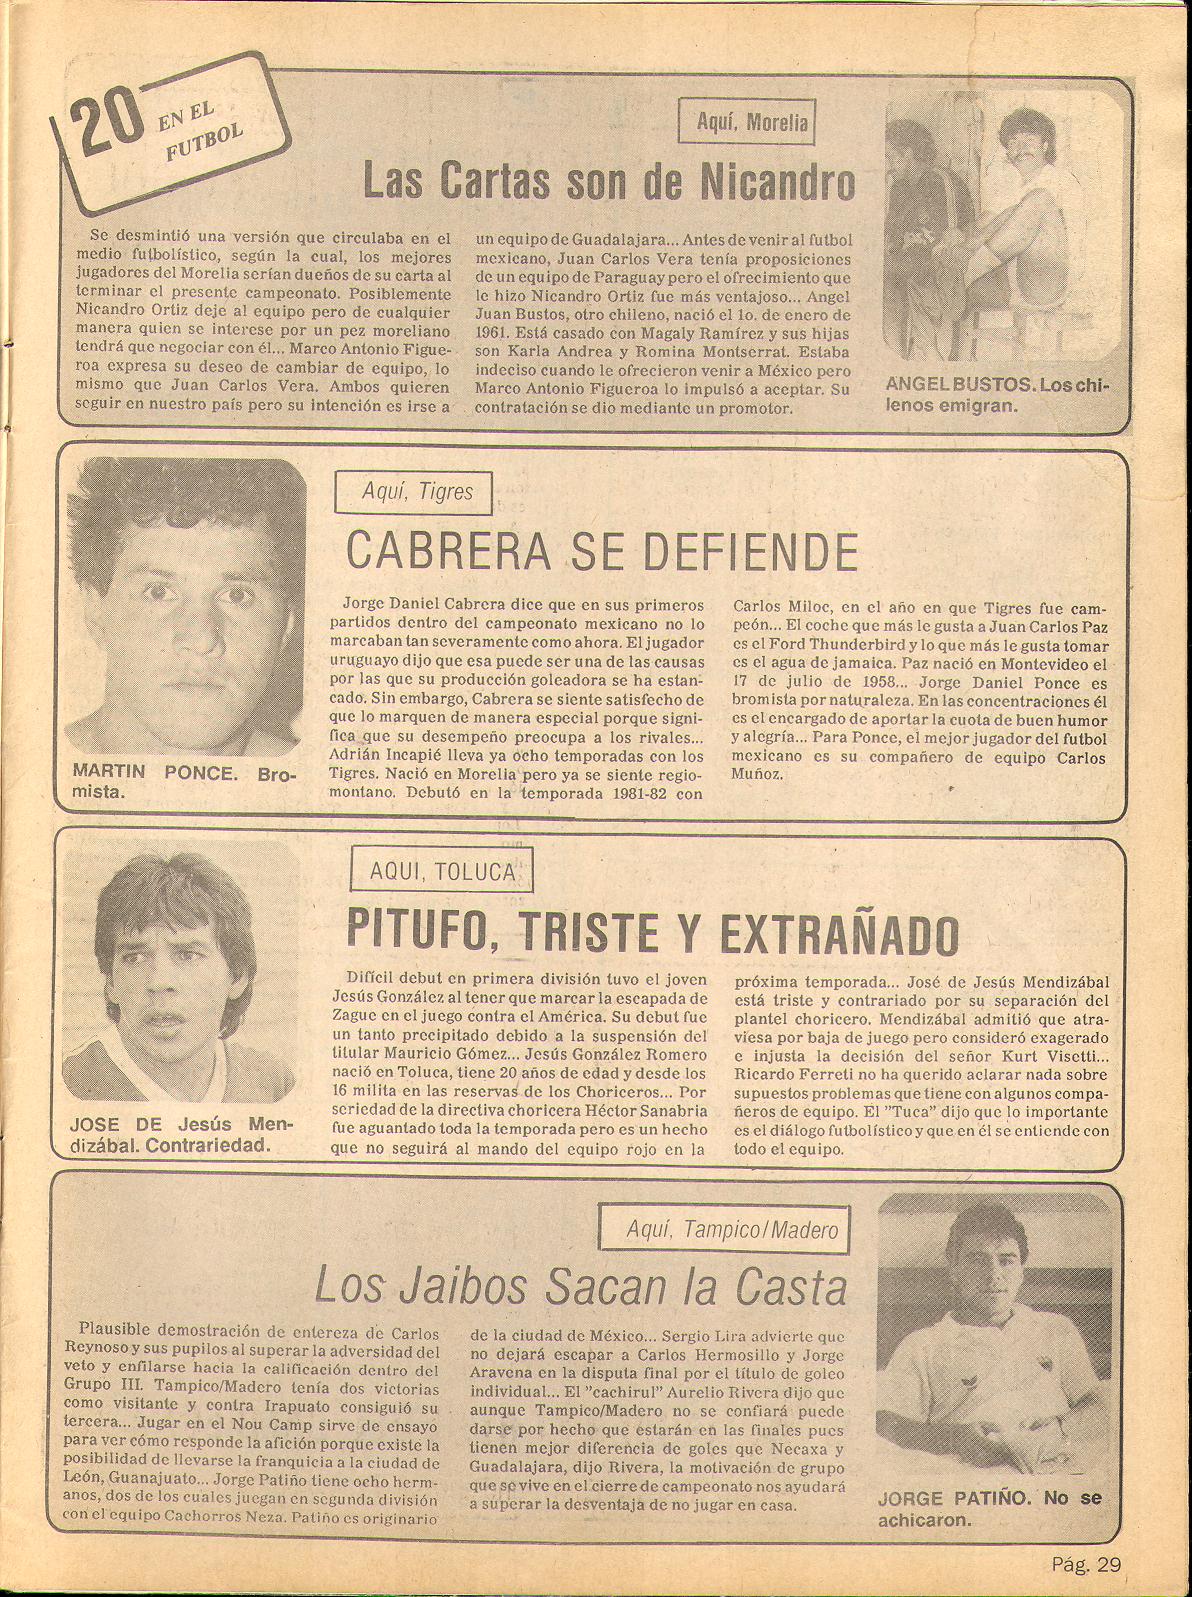 20 EN EL
FUTBOL
Aquí, Morelia
Las Cartas son de Nicandro
Se desmintió una versión que circulaba en el
medio futbolístico, según la cual, los mejores
jugadores del Morelia serían dueños de su carta al
terminar el presente campeonato. Posiblemente
Nicandro Ortiz deje al equipo pero de cualquier
manera quien se interese por un pez moreliano
tendrá que negociar con él... Marco Antonio Figue-
roa expresa su deseo de cambiar de equipo, lo
mismo que Juan Carlos Vera. Ambos quieren
seguir en nuestro país pero su intención es irse a
un equipo de Guadalajara... Antes de venir al futbol
mexicano, Juan Carlos Vera tenía proposiciones
de un equipo de Paraguay pero el ofrecimiento que
le hizo Nicandro Ortiz fue más ventajoso... Angel
Juan Bustos, otro chileno, nació el 1o. de enero de
1961. Está casado con Magaly Ramírez y sus hijas
son Karla Andrea y Romina Montserrat. Estaba
indeciso cuando le ofrecieron venir a México pero
Marco Antonio Figueroa lo impulsó a aceptar. Su
contratación se dio mediante un promotor.
ANGEL BUSTOS. Los chi-
lenos emigran.
Aquí, Tigres
CABRERA SE DEFIENDE
Jorge Daniel Cabrera dice que en sus primeros
partidos dentro del campeonato mexicano no lo
marcaban tan severamente como ahora. El jugador
uruguayo dijo que esa puede ser una de las causas
por las que su producción goleadora se ha estan-
cado. Sin embargo, Cabrera se siente satisfecho de
que lo marquen de manera especial porque signi-
fica que su desempeño preocupa a los rivales...
Adrián Incapié lleva ya ocho temporadas con los
Tigres. Nació en Morelia pero ya se siente regio-
montano. Debutó en la temporada 1981-82 con
Carlos Miloc, en el año en que Tigres fue cam-
peón... El coche que más le gusta a Juan Carlos Paz
es el Ford Thunderbird y lo que más le gusta tomar
es el agua de jamaica. Paz nació en Montevideo el
17 de julio de 1958... Jorge Daniel Ponce es
bromista por naturaleza. En las concentraciones él
es el encargado de aportar la cuota de buen humor
y alegría... Para Ponce, el mejor jugador del futbol
mexicano es su compañero de equipo Carlos
Muñoz.
MARTIN PONCE. Bro-
mista.
AQUI, TOLUCA
PITUFO, TRISTE Y EXTRAÑADO
Difícil debut en primera división tuvo el joven
Jesús González al tener que marcar la escapada de
Zague en el juego contra el América. Su debut fue
un tanto precipitado debido a la suspensión del
titular Mauricio Gómez... Jesús González Romero
nació en Toluca, tiene 20 años de edad y desde los
16 milita en las reservas de los Choriceros... Por
seriedad de la directiva choricera Héctor Sanabria
fue aguantado toda la temporada pero es un hecho
que no seguirá al mando del equipo rojo en la
próxima temporada... José de Jesús Mendizábal
está triste y contrariado por su separación del
plantel choricero. Mendizábal admitió que atra-
viesa por baja de juego pero consideró exagerado
e injusta la decisión del señor Kurt Visetti...
Ricardo Ferreti no ha querido aclarar nada sobre
supuestos problemas que tiene con algunos compa-
ñeros de equipo. El "Tuca" dijo que lo importante
es el diálogo futbolístico y que en él se entiende con
todo el equipo.
JOSE DE Jesús Men-
dizábal. Contrariedad.
Aquí, Tampico/Madero
Los Jaibos Sacan la Casta
Plausible demostración de entereza de Carlos
Reynoso y sus pupilos al superar la adversidad del
veto y enfilarse hacia la calificación dentro del
Grupo III. Tampico/Madero tenía dos victorias
como visitante y contra Irapuato consiguió su
tercera... Jugar en el Nou Camp sirve de ensayo
para ver cómo responde la afición porque existe la
posibilidad de llevarse la franquicia a la ciudad de
León, Guanajuato... Jorge Patiño tiene ocho herm-
anos, dos de los cuales juegan en segunda división
con el equipo Cachorros Neza. Patiño es originario
de la ciudad de México... Sergio Lira advierte que
no dejará escapar a Carlos Hermosillo y Jorge
Aravena en la disputa final por el título de goleo
individual... El "cachirul" Aurelio Rivera dijo que
aunque Tampico/Madero no se confiará puede
darse por hecho que estarán en las finales pues
tienen mejor diferencia de goles que Necaxa y
Guadalajara, dijo Rivera, la motivación de grupo
que se vive en el cierre de campeonato nos ayudará
a superar la desventaja de no jugar en casa.
JORGE PATIÑO. No se
achicaron.
Pág. 29